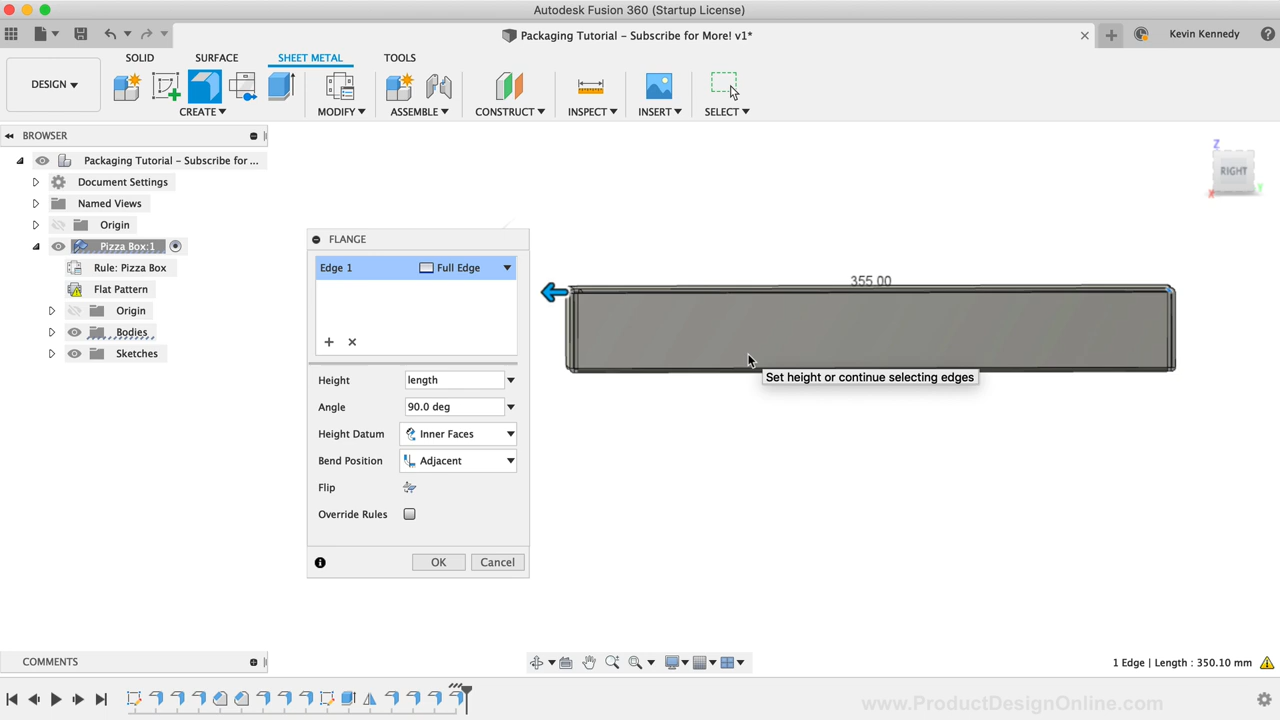 Autodesk Fusion 360 (Startup License)
Packaging Tutorial – Subscribe for More! v1*
Kevin Kennedy
SOLID SURFACE SHEET METAL TOOLS
DESIGN
CREATE MODIFY ASSEMBLE CONSTRUCT INSPECT INSERT SELECT
BROWSER
Packaging Tutorial – Subscribe for ...
Document Settings
Named Views
Origin
Pizza Box:1
Rule: Pizza Box
Flat Pattern
Origin
Bodies
Sketches
Z
RIGHT
X
Y
FLANGE
Edge 1 Full Edge
Height length
Angle 90.0 deg
Height Datum Inner Faces
Bend Position Adjacent
Flip
Override Rules
OK Cancel
355.00
Set height or continue selecting edges
COMMENTS
1 Edge | Length : 350.10 mm
www.ProductDesignOnline.com